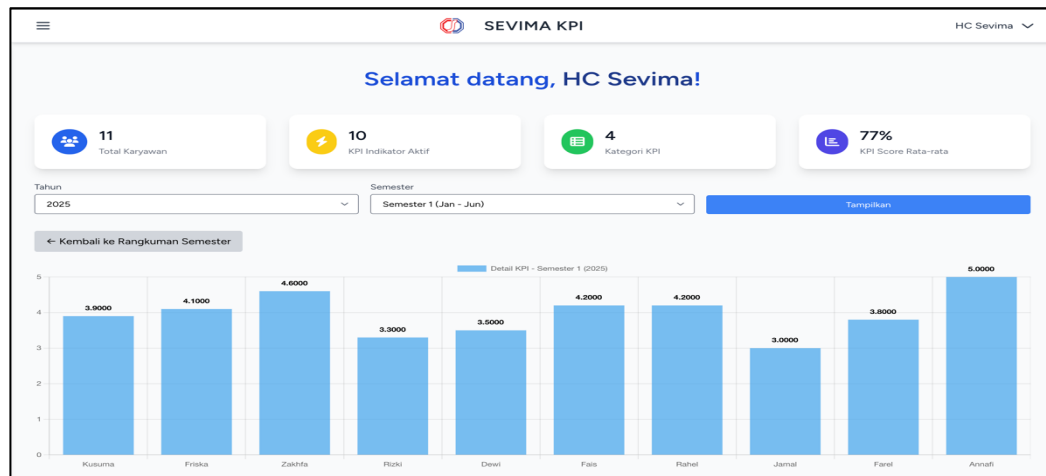 SEVIMA KPI
HC Sevima
Selamat datang, HC Sevima!
11
Total Karyawan
10
KPI Indikator Aktif
4
Kategori KPI
77%
KPI Score Rata-rata
Tahun
2025
Semester
Semester 1 (Jan - Jun)
Tampilkan
← Kembali ke Rangkuman Semester
Detail KPI - Semester 1 (2025)
5
4
3
2
1
0
3.9000
4.1000
4.6000
3.3000
3.5000
4.2000
4.2000
3.0000
3.8000
5.0000
Kusuma
Friska
Zakhfa
Rizki
Dewi
Fais
Rahel
Jamal
Farel
Annafi